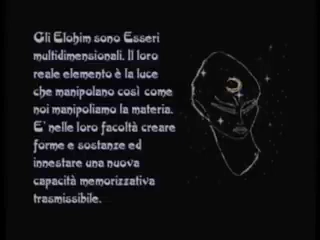 Gli Elohim sono Esseri
multidimensionali. Il loro
reale elemento è la luce
che manipolano così come
noi manipoliamo la materia.
E' nelle loro facoltà creare
forme e sostanze ed
innestare una nuova
capacità memorizzativa
trasmissibile.